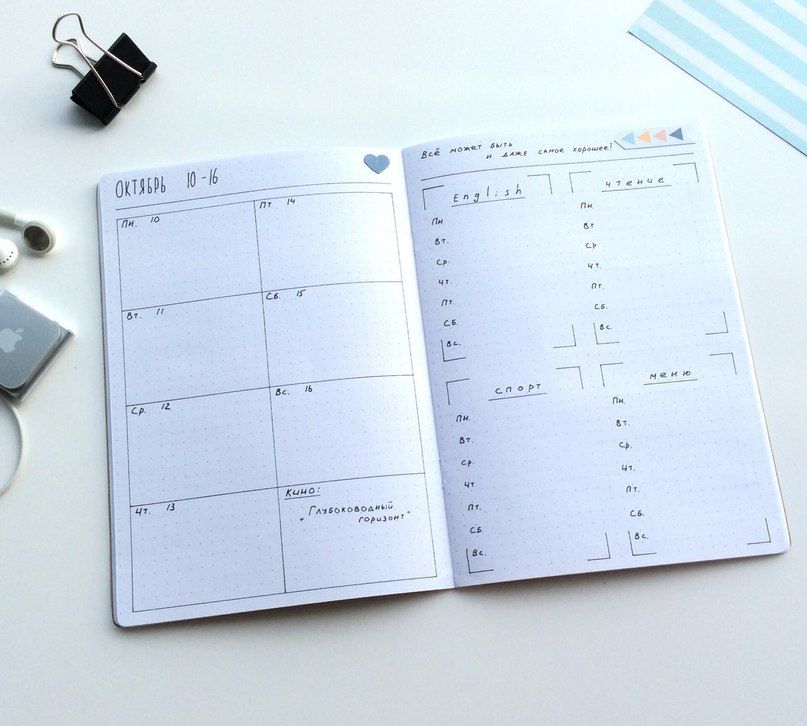 ОКТЯБРЬ 10-16
Пн. 10
Пт 14
Вт. 11
Сб. 15
Ср. 12
Вс. 16
Чт. 13
КИНО:
"Глубоководный
горизонт"
Всё может быть
и даже самое хорошее!
English
Пн.
Вт.
Ср.
Чт.
Пт.
Сб.
Вс.
чтение
Пн.
Вт
Ср
Чт.
Пт.
Сб.
Вс.
спорт
Пн.
Вт.
Ср.
Чт
Пт.
Сб.
Вс.
меню
Пн.
Вт.
Ср.
Чт.
Пт.
Сб.
Вс.